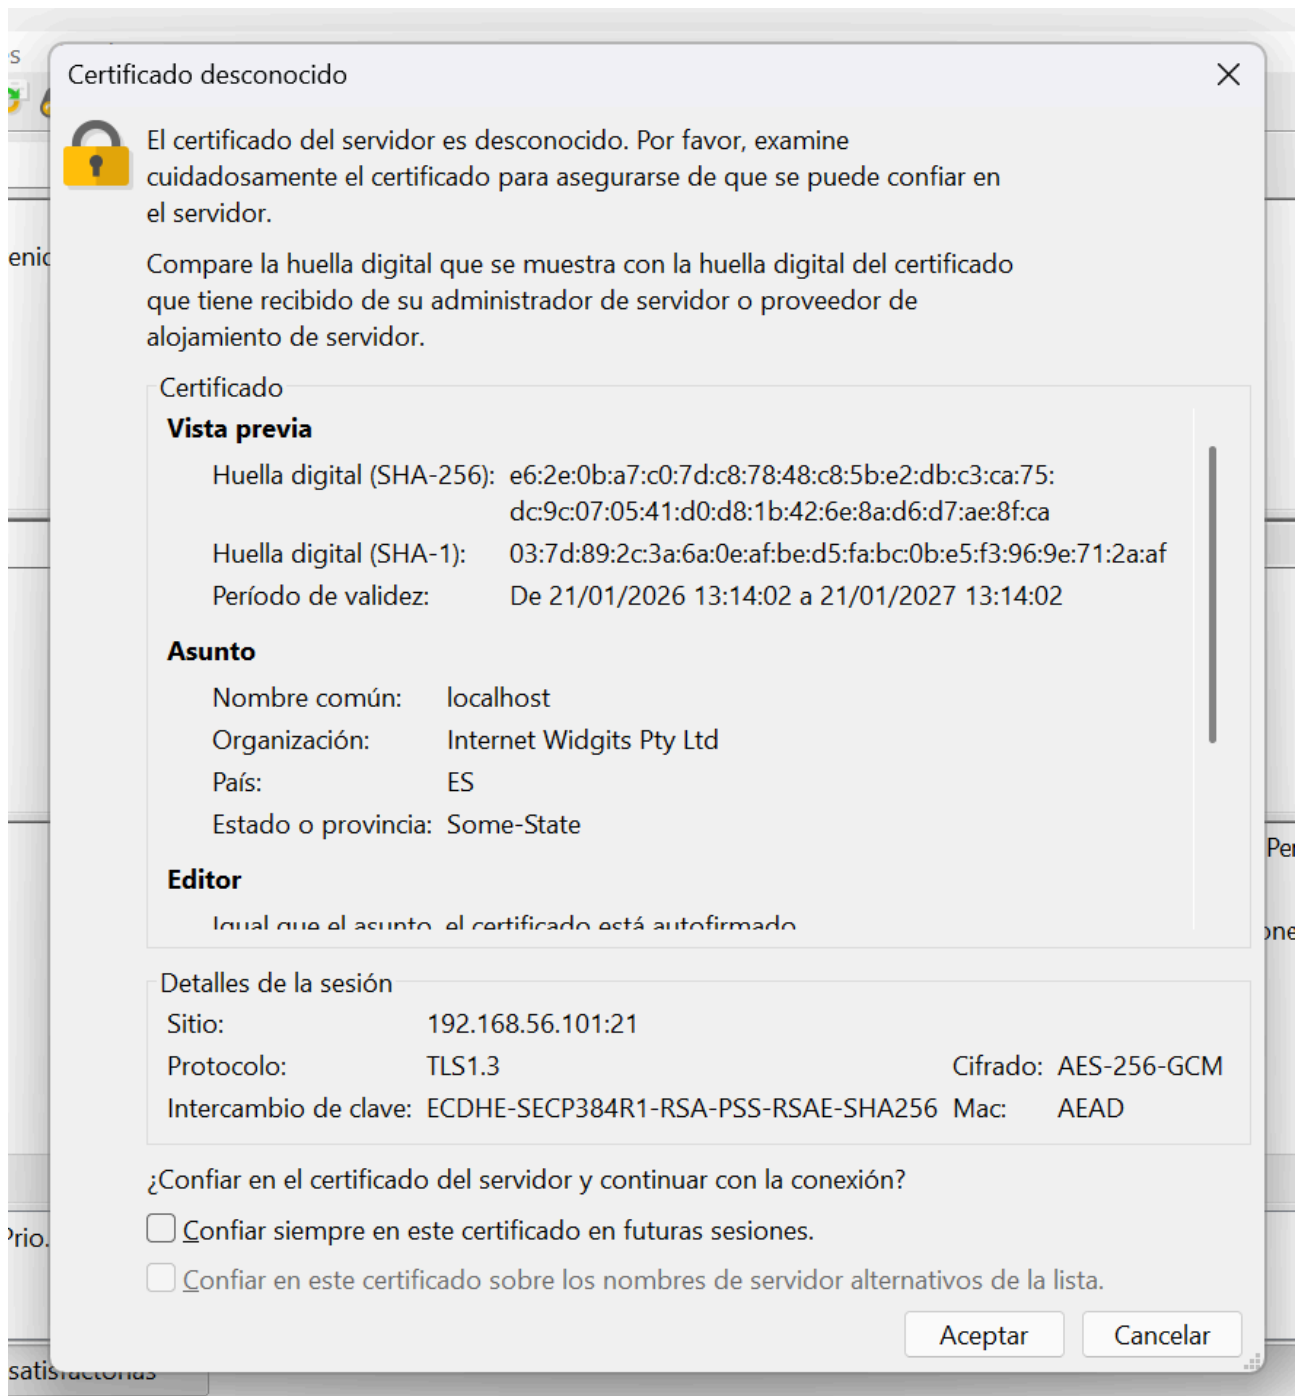 s
Certificado desconocido
El certificado del servidor es desconocido. Por favor, examine
cuidadosamente el certificado para asegurarse de que se puede confiar en
el servidor.
enic
Compare la huella digital que se muestra con la huella digital del certificado
que tiene recibido de su administrador de servidor o proveedor de
alojamiento de servidor.
Certificado
Vista previa
Huella digital (SHA-256): e6:2e:0b:a7:c0:7d:c8:78:48:c8:5b:e2:db:c3:ca:75:
dc:9c:07:05:41:d0:d8:1b:42:6e:8a:d6:d7:ae:8f:ca
Huella digital (SHA-1): 03:7d:89:2c:3a:6a:0e:af:be:d5:fa:bc:0b:e5:f3:96:9e:71:2a:af
Período de validez: De 21/01/2026 13:14:02 a 21/01/2027 13:14:02
Asunto
Nombre común: localhost
Organización: Internet Widgits Pty Ltd
País: ES
Estado o provincia: Some-State
Per
Editor
Igual que el asunto, el certificado está autofirmado
one
Detalles de la sesión
Sitio: 192.168.56.101:21
Protocolo: TLS1.3 Cifrado: AES-256-GCM
Intercambio de clave: ECDHE-SECP384R1-RSA-PSS-RSAE-SHA256 Mac: AEAD
¿Confiar en el certificado del servidor y continuar con la conexión?
Confiar siempre en este certificado en futuras sesiones.
Prio.
Confiar en este certificado sobre los nombres de servidor alternativos de la lista.
Aceptar Cancelar
satisfactorias